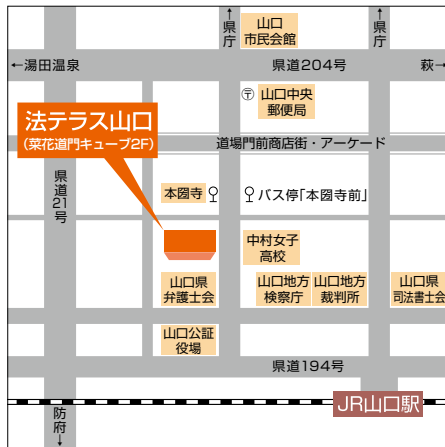 ↑県庁
山口
市民会館
↑県庁
←湯田温泉
県道204号
萩→
〒山口中央
郵便局
法テラス山口
(菜花道門キューブ2F)
道場門前商店街・アーケード
県道21号
本圀寺
バス停「本圀寺前」
中村女子
高校
山口県
弁護士会
山口地方
検察庁
山口地方
裁判所
山口県
司法書士会
山口公証
役場
県道194号
JR山口駅
防府↓